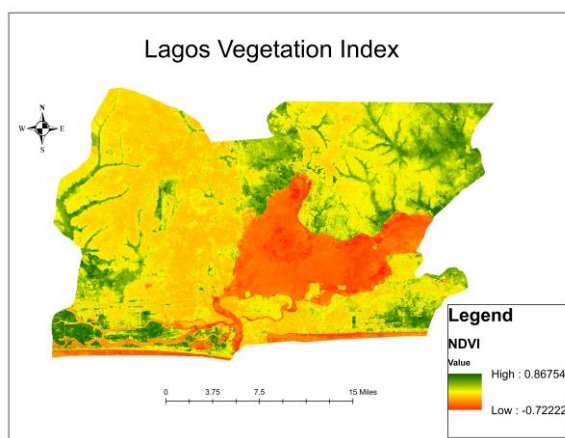 Lagos Vegetation Index
N
W E
S
Legend
NDVI
Value
High : 0.86754
Low : -0.72222
0 3.75 7.5 15 Miles